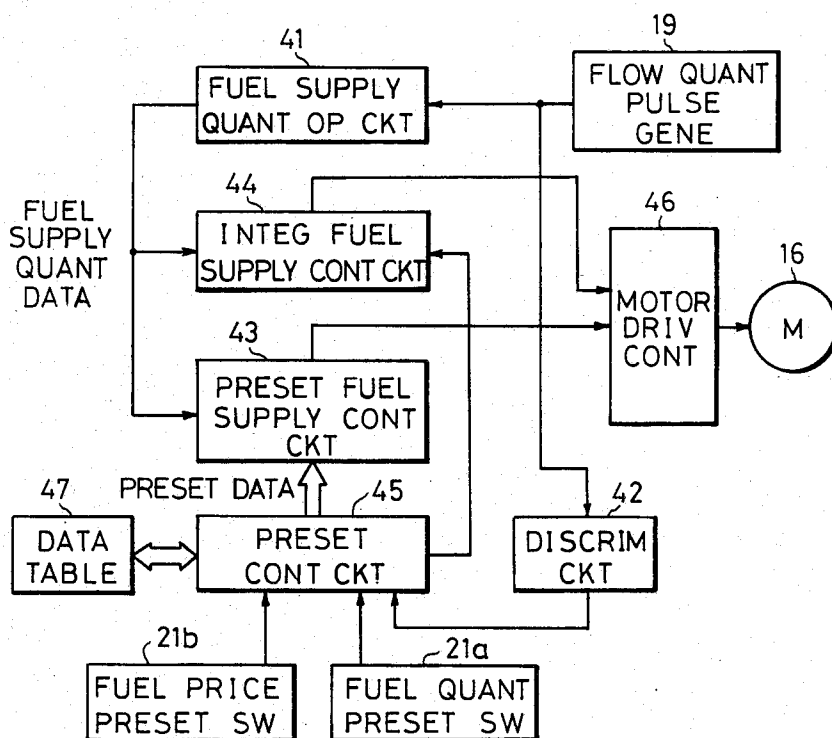 41
FUEL SUPPLY
QUANT OP CKT
19
FLOW QUANT
PULSE
GENE
FUEL
SUPPLY
QUANT
DATA
44
INTEG FUEL
SUPPLY CONT CKT
46
MOTOR
DRIV
CONT
16
M
43
PRESET FUEL
SUPPLY CONT
CKT
PRESET DATA
47
DATA
TABLE
45
PRESET
CONT CKT
42
DISCRIM
CKT
21b
FUEL PRICE
PRESET SW
21a
FUEL QUANT
PRESET SW